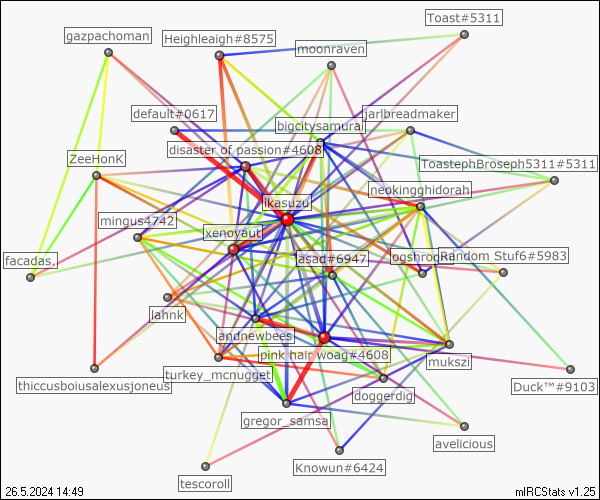 Toast#5311
gazpachoman
Heighleagh#8575
moonraven
default#0617
jarlbreadmaker
bigcitysamurai
disaster of passion#4608
ZeeHonK
ToastephBroseph5311#5311
neokingghidorah
ikasuzu
mingus4742
xenoyaut
facadas.
asad#6947
ogshroom
Random Stuf6#5983
lahnk
andnewbees
pink hair woag#4608
mukszi
turkey_mcnugget
thiccusboiusalexusjoneus
doggerdig
Duck™#9103
gregor_samsa
avelicious
Knowun#6424
tescoroll
26.5.2024 14:49
mIRCStats v1.25